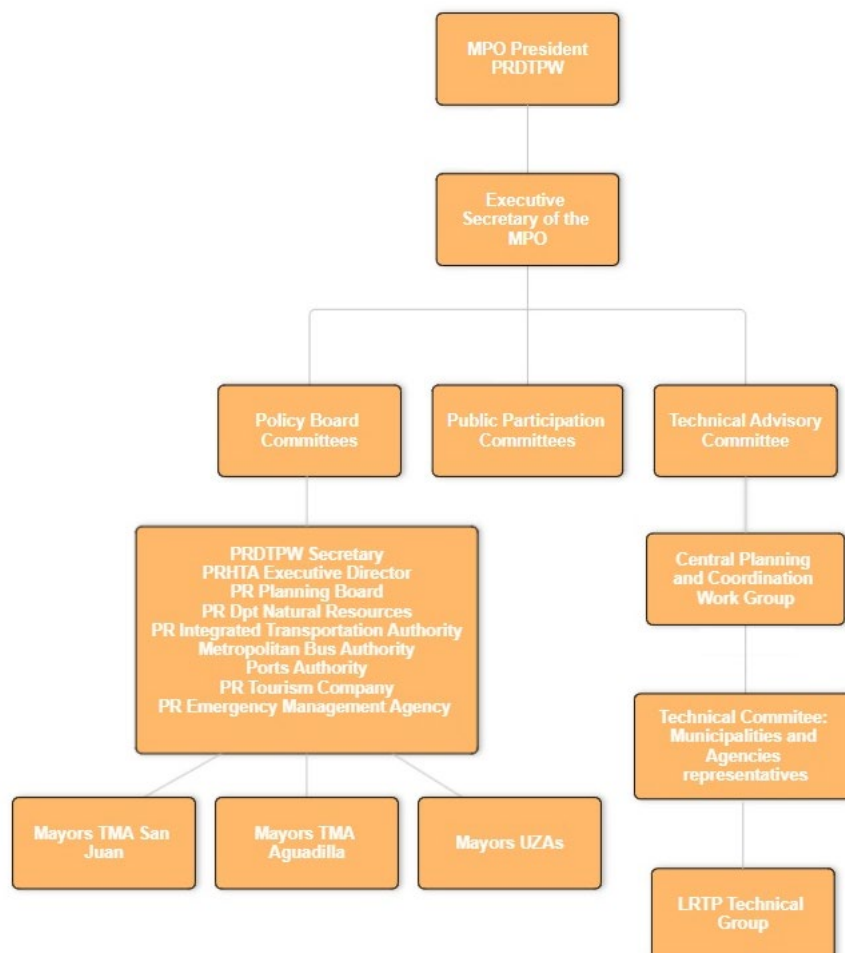 MPO President
PRDTPW
Executive
Secretary of the
MPO
Policy Board
Committees
Public Participation
Committees
Technical Advisory
Committee
PRDTPW Secretary
PRHTA Executive Director
PR Planning Board
PR Dpt Natural Resources
PR Integrated Transportation Authority
Metropolitan Bus Authority
Ports Authority
PR Tourism Company
PR Emergency Management Agency
Central Planning
and Coordination
Work Group
Technical Commitee:
Municipalities and
Agencies
representatives
Mayors TMA San
Juan
Mayors TMA
Aguadilla
Mayors UZAs
LRTP Technical
Group